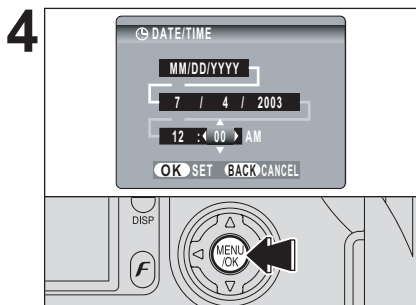 4
DATE/TIME
MM/DD/YYYY
7 / 4 / 2003
12 : 00 AM
OK SET BACK CANCEL
DISP
F
MENU
/OK